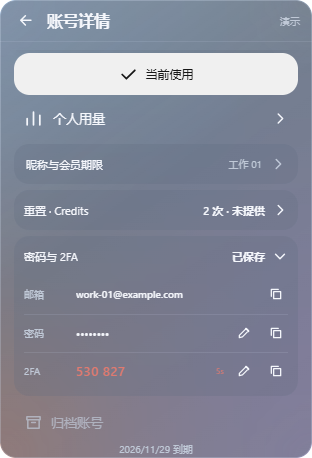 账号详情
演示
当前使用
个人用量
昵称与会员期限
工作 01
重置 · Credits
2 次 · 未提供
密码与 2FA
已保存
邮箱
work-01@example.com
密码
••••••••
2FA
530 827
5s
归档账号
2026/11/29 到期